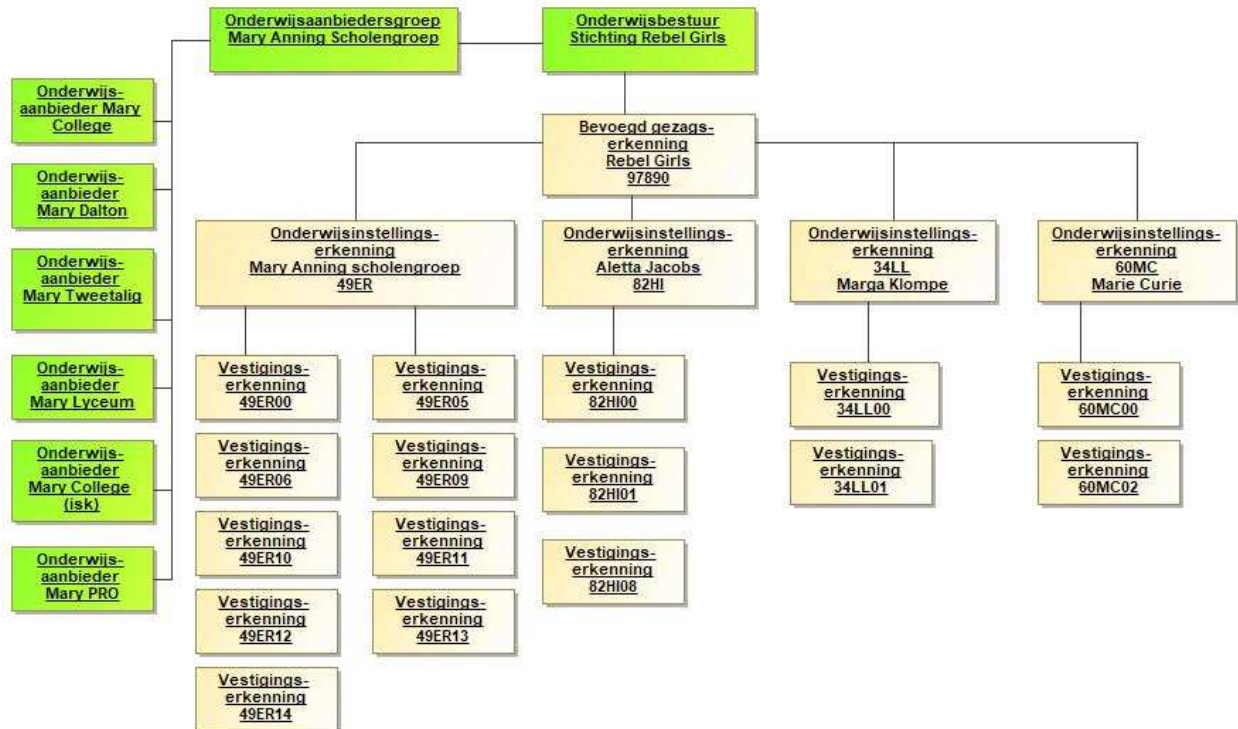 Onderwijsaanbiedersgroep
Mary Anning Scholengroep
Onderwijsbestuur
Stichting Rebel Girls
Onderwijs-
aanbieder Mary
College
Onderwijs-
aanbieder
Mary Dalton
Onderwijs-
aanbieder
Mary Tweetalig
Onderwijs-
aanbieder
Mary Lyceum
Onderwijs-
aanbieder
Mary College
(isk)
Onderwijs-
aanbieder
Mary PRO
Bevoegd gezags-
erkenning
Rebel Girls
97890
Onderwijsinstellings-
erkenning
Mary Anning scholengroep
49ER
Onderwijsinstellings-
erkenning
Aletta Jacobs
82HI
Onderwijsinstellings-
erkenning
34LL
Marga Klompe
Onderwijsinstellings-
erkenning
60MC
Marie Curie
Vestigings-
erkenning
49ER00
Vestigings-
erkenning
49ER05
Vestigings-
erkenning
82HI00
Vestigings-
erkenning
34LL00
Vestigings-
erkenning
60MC00
Vestigings-
erkenning
49ER06
Vestigings-
erkenning
49ER09
Vestigings-
erkenning
82HI01
Vestigings-
erkenning
34LL01
Vestigings-
erkenning
60MC02
Vestigings-
erkenning
49ER10
Vestigings-
erkenning
49ER11
Vestigings-
erkenning
82HI08
Vestigings-
erkenning
49ER12
Vestigings-
erkenning
49ER13
Vestigings-
erkenning
49ER14